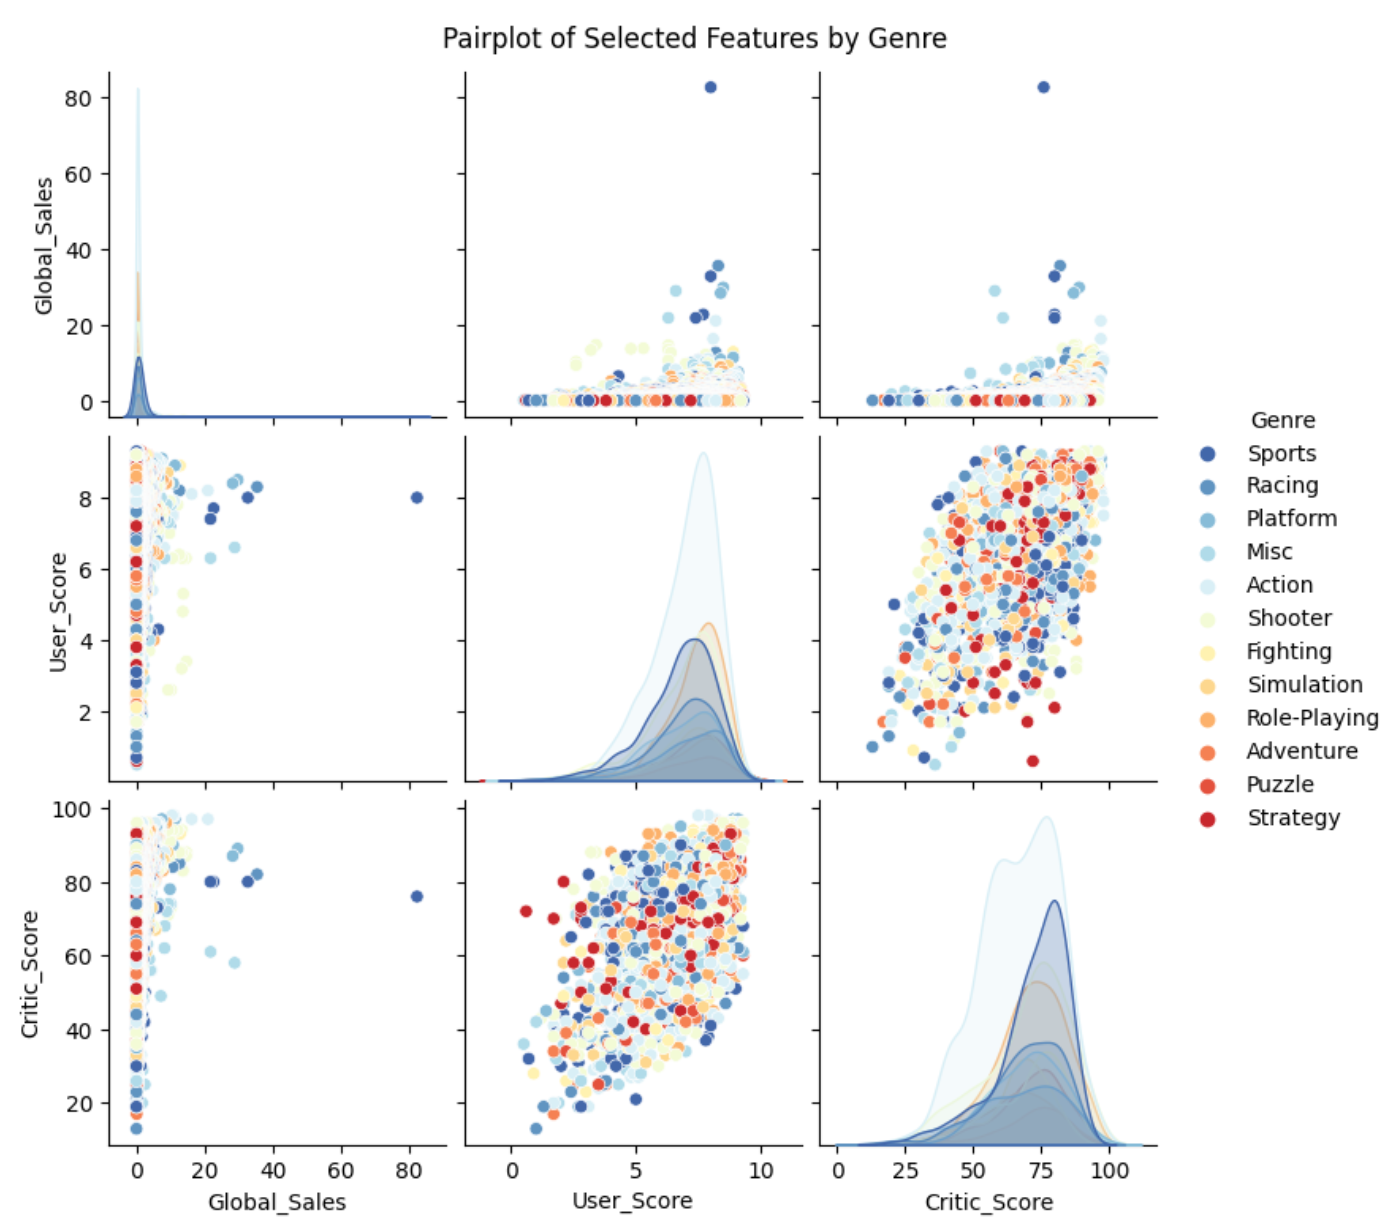 Pairplot of Selected Features by Genre
80
60
40
20
0
Global_Sales
8
6
4
2
User_Score
100
80
60
40
20
Critic_Score
0 20 40 60 80
Global_Sales
0 5 10
User_Score
0 25 50 75 100
Critic_Score
Genre
Sports
Racing
Platform
Misc
Action
Shooter
Fighting
Simulation
Role-Playing
Adventure
Puzzle
Strategy